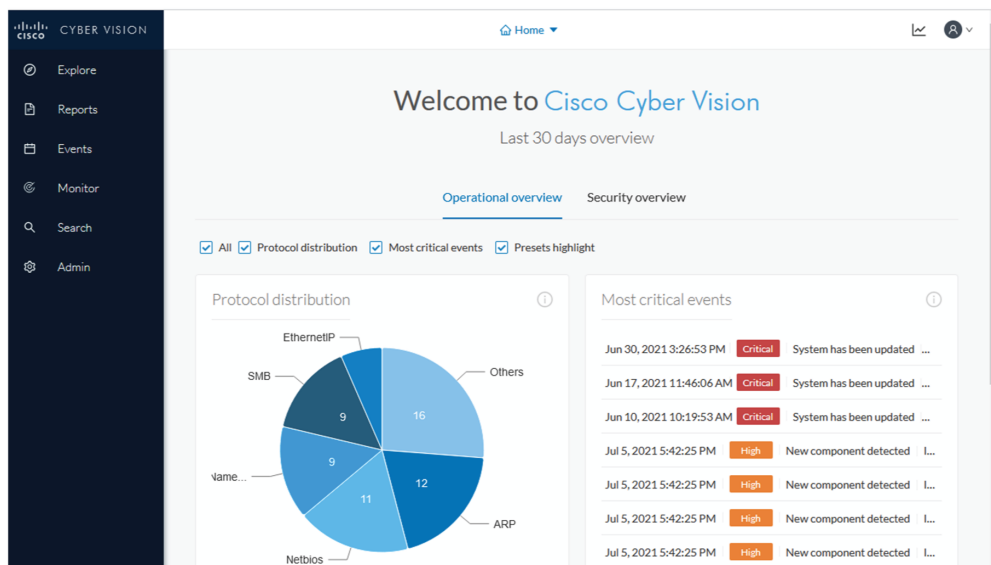 CISCO CYBER VISION
Home
Explore
Reports
Events
Monitor
Search
Admin
Welcome to Cisco Cyber Vision
Last 30 days overview
Operational overview Security overview
All Protocol distribution Most critical events Presets highlight
Protocol distribution
EthernetIP
SMB
Others
9
16
9
Name...
12
11
ARP
Netbios
Most critical events
Jun 30, 2021 3:26:53 PM Critical System has been updated ...
Jun 17, 2021 11:46:06 AM Critical System has been updated ...
Jun 10, 2021 10:19:53 AM Critical System has been updated ...
Jul 5, 2021 5:42:25 PM High New component detected I...
Jul 5, 2021 5:42:25 PM High New component detected I...
Jul 5, 2021 5:42:25 PM High New component detected I...
Jul 5, 2021 5:42:25 PM High New component detected I...